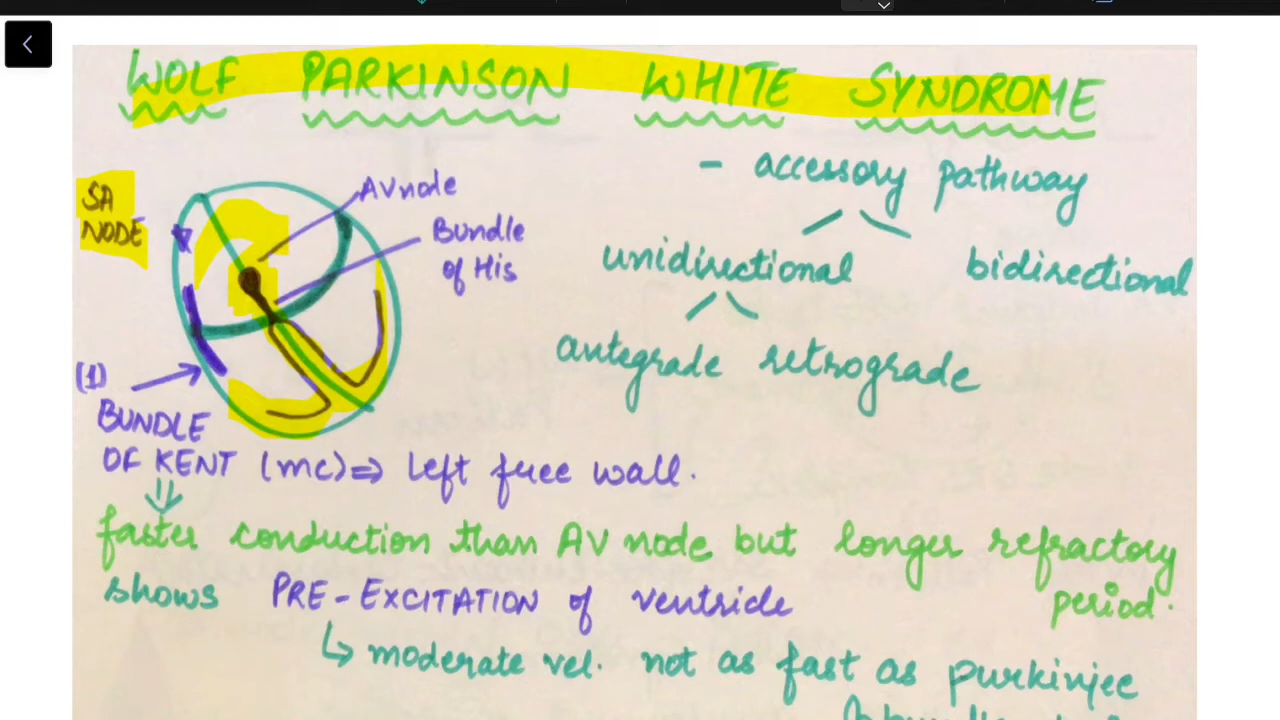 WOLF PARKINSON WHITE SYNDROME
SA
NODE
AV node
Bundle
of His
- accessory pathway
unidirectional bidirectional
antegrade retrograde
(1)
BUNDLE
OF KENT (mc)⇒ left free wall.
faster conduction than AV node but longer refractory
period.
shows PRE-EXCITATION of ventricle
↳ moderate vel. not as fast as purkinjee